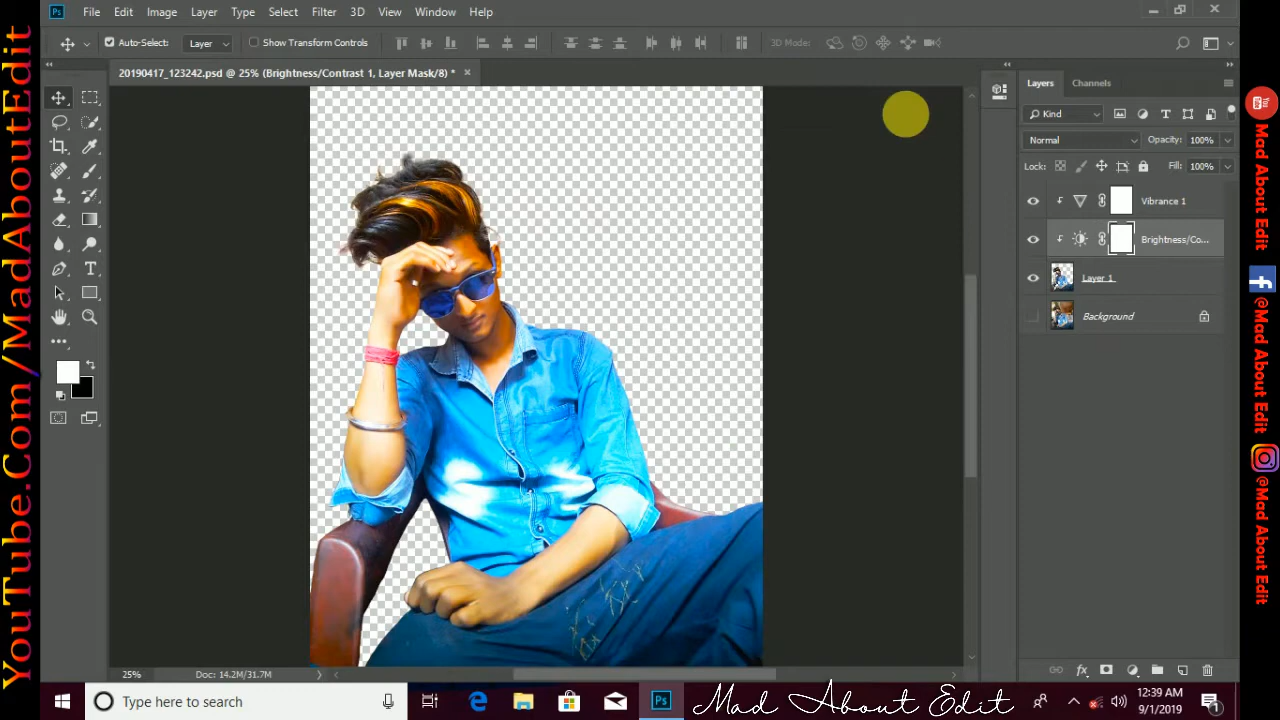 Ps File Edit Image Layer Type Select Filter 3D View Window Help
Auto-Select: Layer Show Transform Controls 3D Mode:
20190417_123242.psd @ 25% (Brightness/Contrast 1, Layer Mask/8) *
Layers Channels
Kind
Normal Opacity: 100%
Lock: Fill: 100%
Vibrance 1
Brightness/Co...
Layer 1
Background
25% Doc: 14.2M/31.7M
Type here to search
Ps
Mad About Edit
12:39 AM
9/1/2019
1
YouTube.Com/MadAboutEdit
Mad About Edit
@Mad About Edit
@Mad About Edit